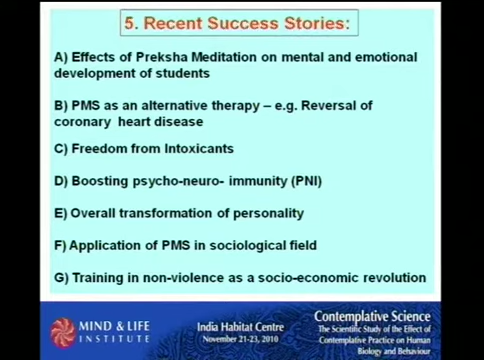 5. Recent Success Stories:
A) Effects of Preksha Meditation on mental and emotional
development of students
B) PMS as an alternative therapy – e.g. Reversal of
coronary heart disease
C) Freedom from Intoxicants
D) Boosting psycho-neuro- immunity (PNI)
E) Overall transformation of personality
F) Application of PMS in sociological field
G) Training in non-violence as a socio-economic revolution
MIND & LIFE
INSTITUTE
India Habitat Centre
November 21-23, 2010
Contemplative Science
The Scientific Study of the Effect of
Contemplative Practice on Human
Biology and Behaviour